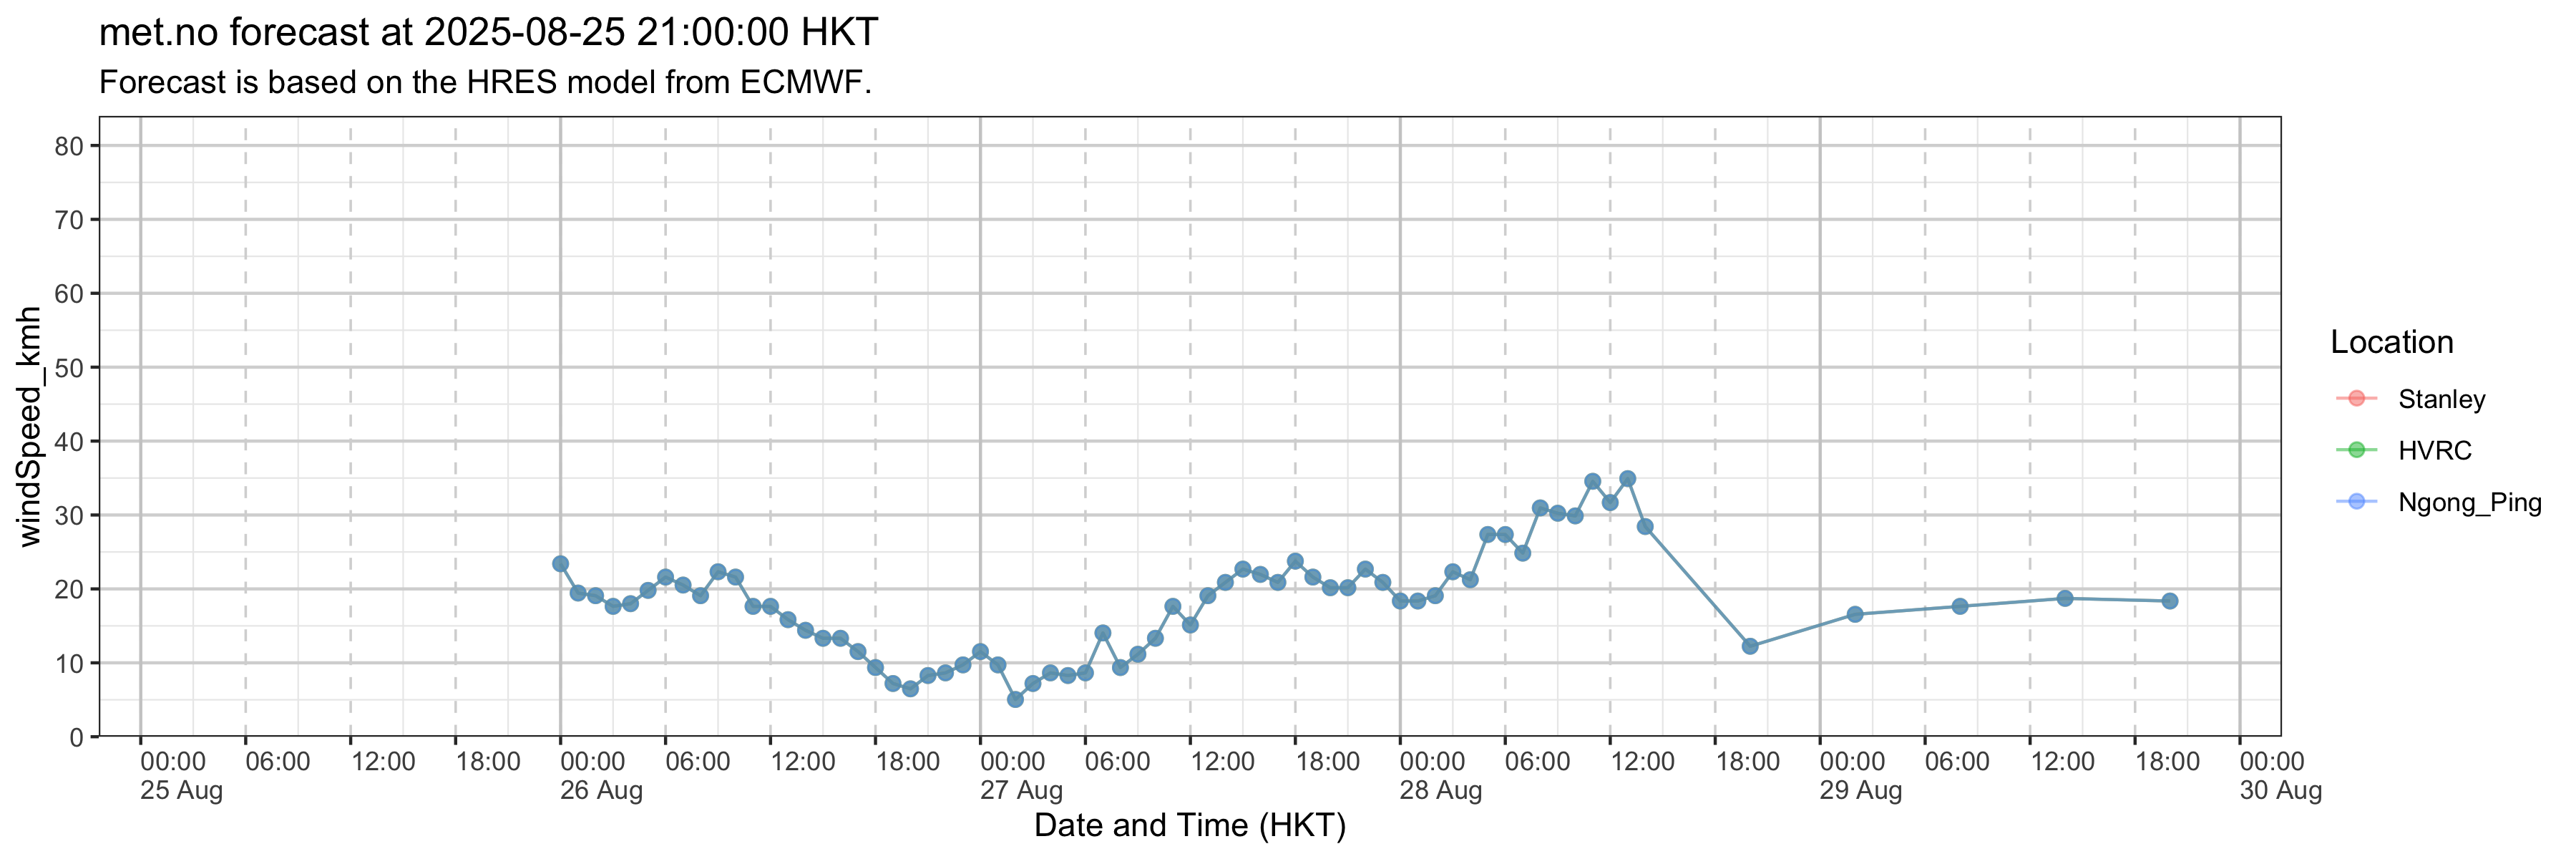 met.no forecast at 2025-08-25 21:00:00 HKT
Forecast is based on the HRES model from ECMWF.
windSpeed_kmh
80
70
60
50
40
30
20
10
0
00:00 06:00 12:00 18:00 00:00 06:00 12:00 18:00 00:00 06:00 12:00 18:00 00:00 06:00 12:00 18:00 00:00 06:00 12:00 18:00 00:00
25 Aug 26 Aug 27 Aug 28 Aug 29 Aug 30 Aug
Date and Time (HKT)
Location
Stanley
HVRC
Ngong_Ping